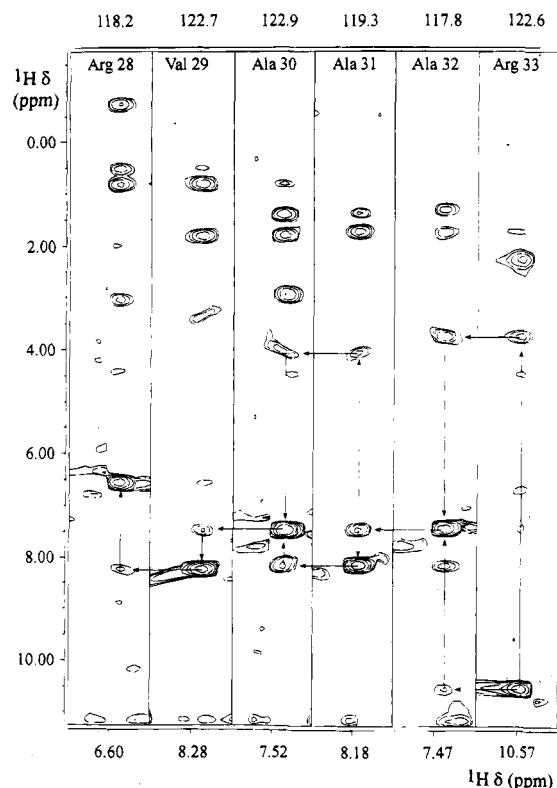 118.2 122.7 122.9 119.3 117.8 122.6
¹H δ
(ppm)
Arg 28 Val 29 Ala 30 Ala 31 Ala 32 Arg 33
0.00
2.00
4.00
6.00
8.00
10.00
6.60 8.28 7.52 8.18 7.47 10.57
¹H δ (ppm)